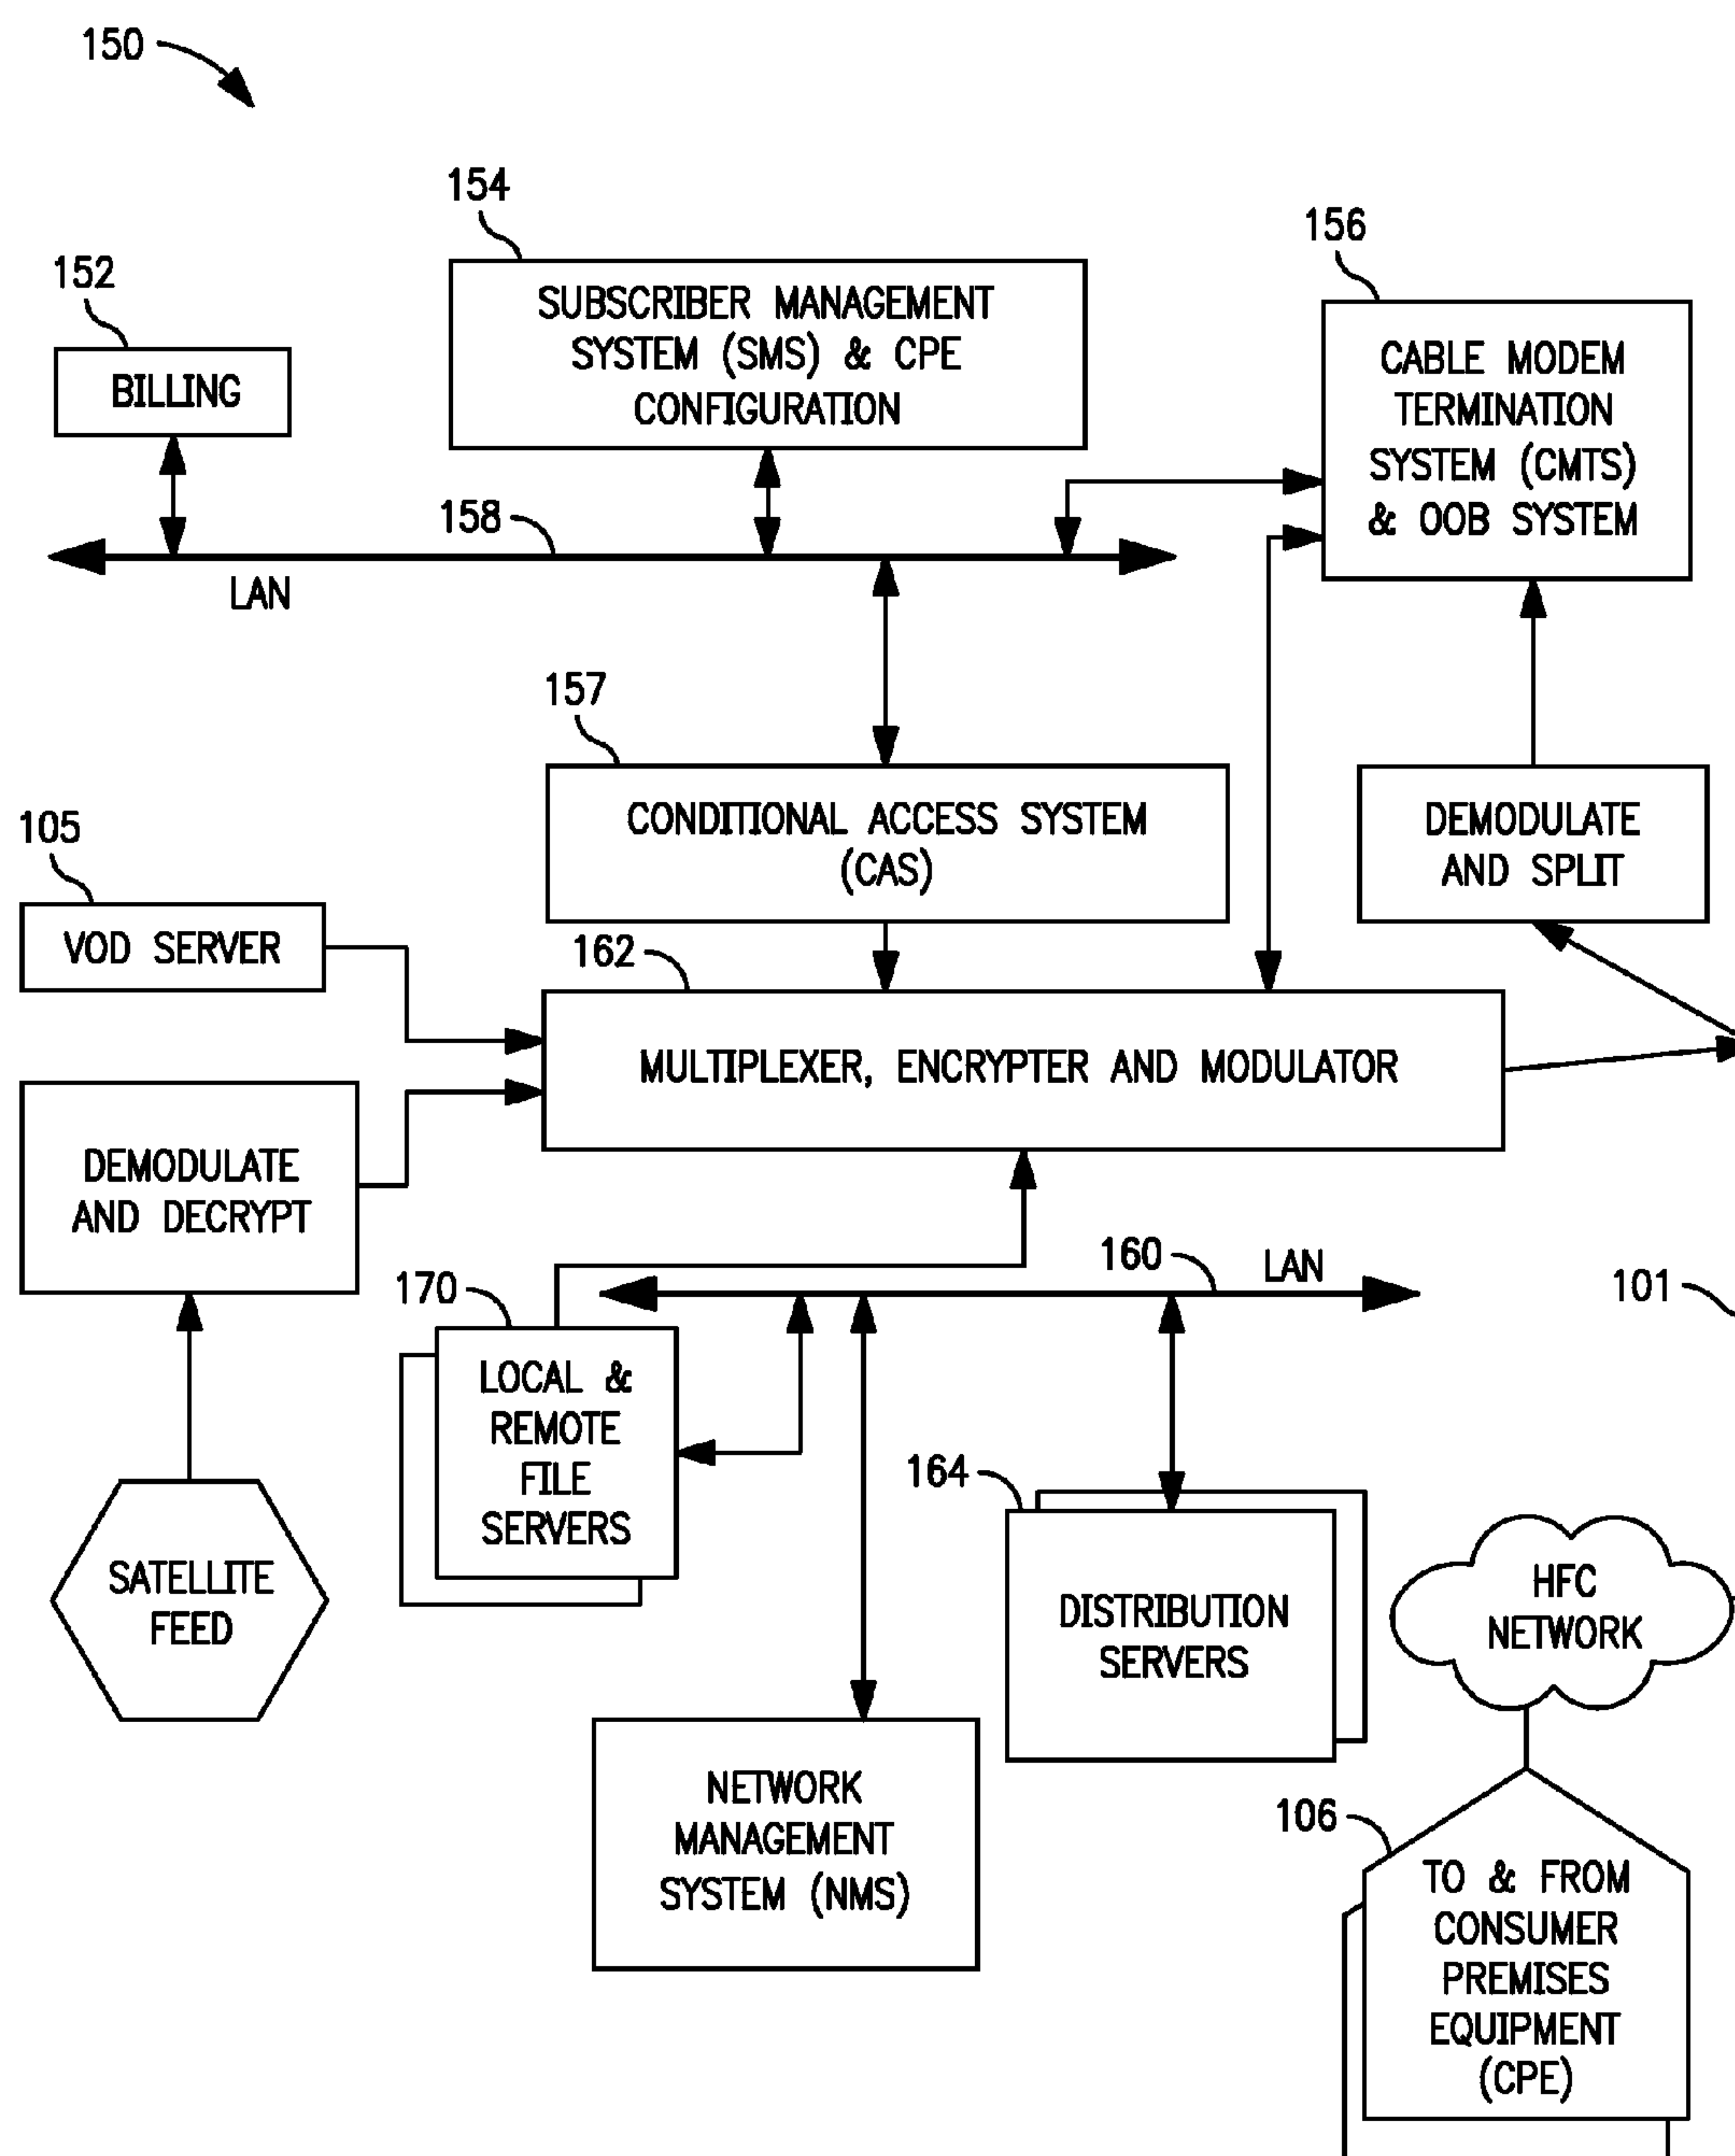 150
154
SUBSCRIBER MANAGEMENT
SYSTEM (SMS) & CPE
CONFIGURATION
156
CABLE MODEM
TERMINATION
SYSTEM (CMTS)
& OOB SYSTEM
152
BILLING
158
LAN
157
CONDITIONAL ACCESS SYSTEM
(CAS)
DEMODULATE
AND SPLIT
105
VOD SERVER
162
MULTIPLEXER, ENCRYPTER AND MODULATOR
DEMODULATE
AND DECRYPT
160
LAN
101
170
LOCAL &
REMOTE
FILE
SERVERS
164
DISTRIBUTION
SERVERS
SATELLITE
FEED
HFC
NETWORK
NETWORK
MANAGEMENT
SYSTEM (NMS)
106
TO & FROM
CONSUMER
PREMISES
EQUIPMENT
(CPE)